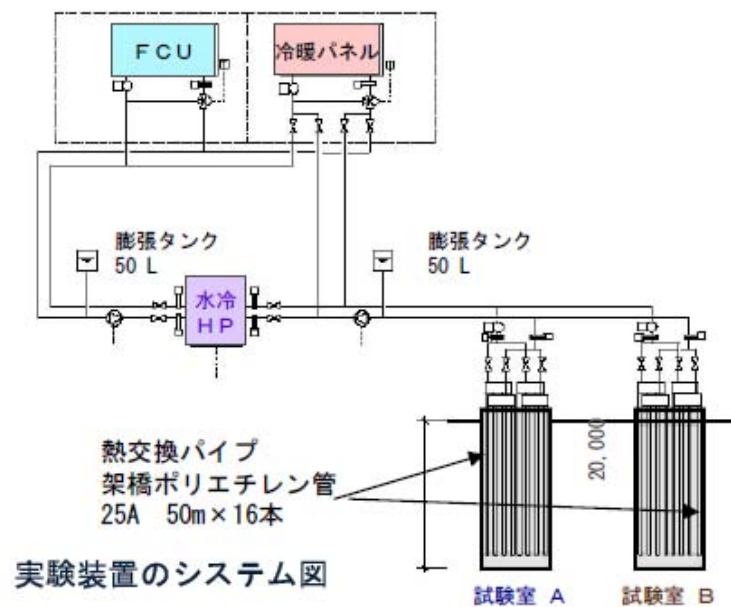 FCU
冷暖パネル
膨張タンク
50 L
膨張タンク
50 L
水冷
HP
熱交換パイプ
架橋ポリエチレン管
25A 50m×16本
20,000
実験装置のシステム図
試験室 A
試験室 B